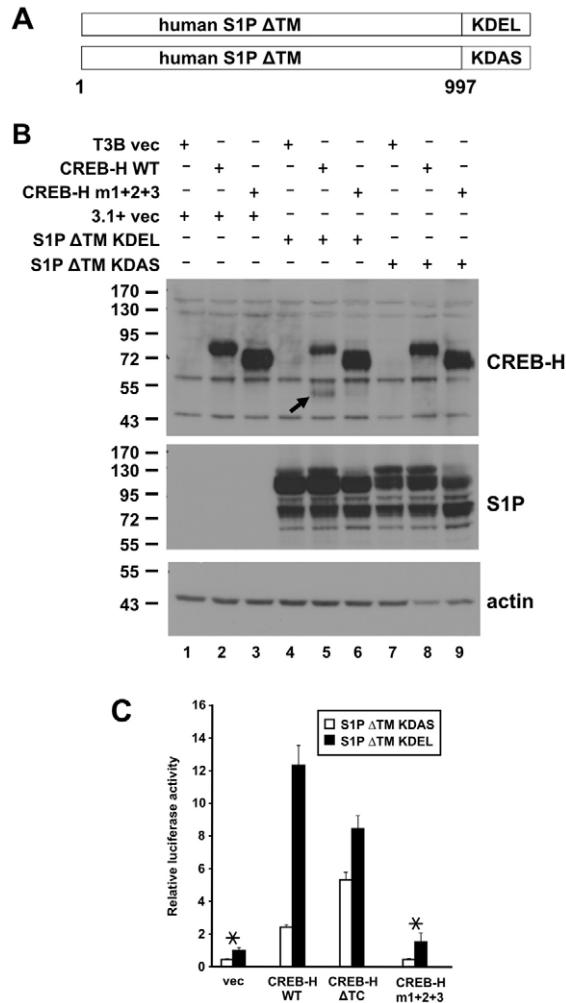 A
human S1P ΔTM KDEL
human S1P ΔTM KDAS
1 997
B
T3B vec + – – + – – + – –
CREB-H WT – + – – + – – + –
CREB-H m1+2+3 – – + – – + – – +
3.1+ vec + + + – – – – – –
S1P ΔTM KDEL – – – + + + – – –
S1P ΔTM KDAS – – – – – – + + +
170
130
95
72
55
43
CREB-H
170
130
95
72
55
S1P
55
43
actin
1 2 3 4 5 6 7 8 9
C
Relative luciferase activity
16
14
12
10
8
6
4
2
0
S1P ΔTM KDAS
S1P ΔTM KDEL
* *
vec CREB-H CREB-H CREB-H
WT ΔTC m1+2+3